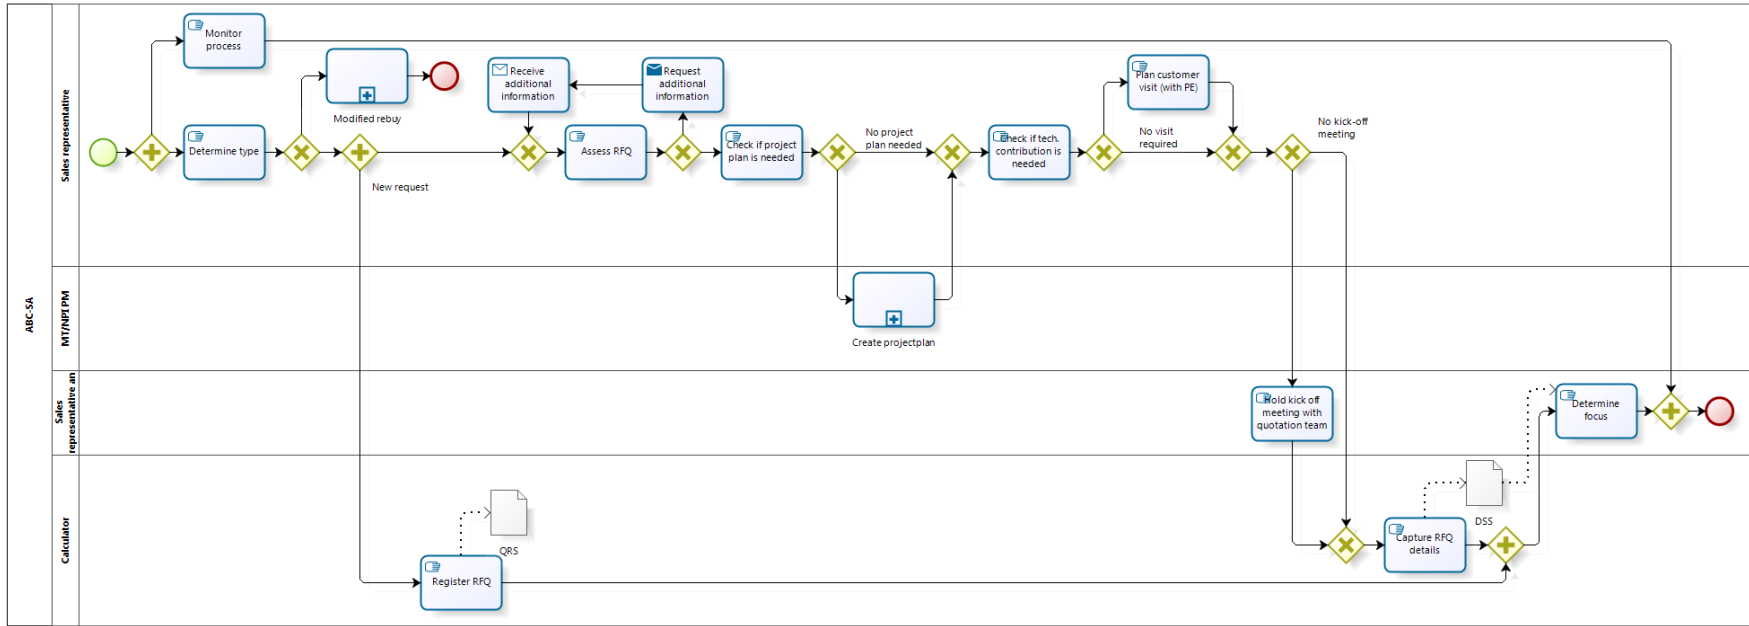 ABC-SA
Sales representative
Monitor
process
Modified rebuy
Determine type
New request
Receive
additional
information
Request
additional
information
Assess RFQ
Check if project
plan is needed
No project
plan needed
Check if tech.
contribution is
needed
Plan customer
visit (with PE)
No visit
required
No kick-off
meeting
MT/NPI PM
Create projectplan
Sales
representative an
Hold kick off
meeting with
quotation team
Determine
focus
Calculator
QRS
Register RFQ
DSS
Capture RFQ
details